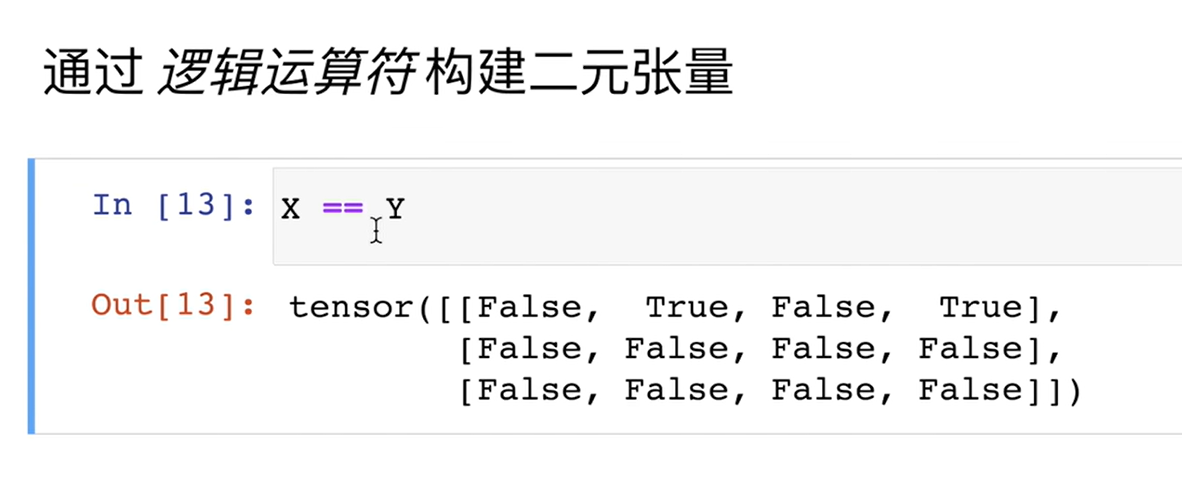 通过 逻辑运算符 构建二元张量
In [13]: X == Y
Out[13]: tensor([[False,  True, False,  True],
        [False, False, False, False],
        [False, False, False, False]])